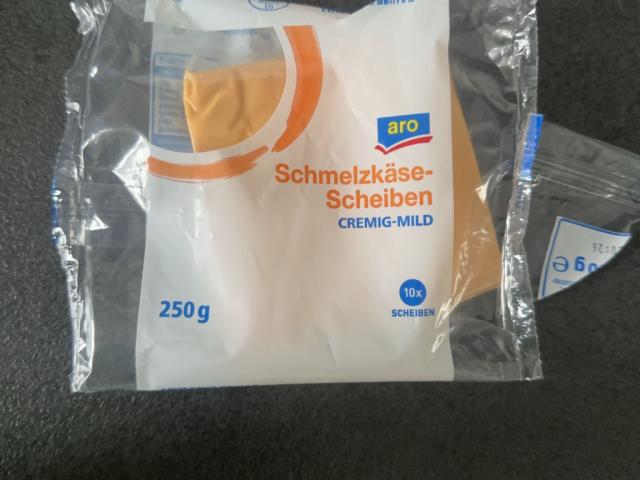 aro
Schmelzkäse-
Scheiben
CREMIG-MILD
250 g
10x
SCHEIBEN